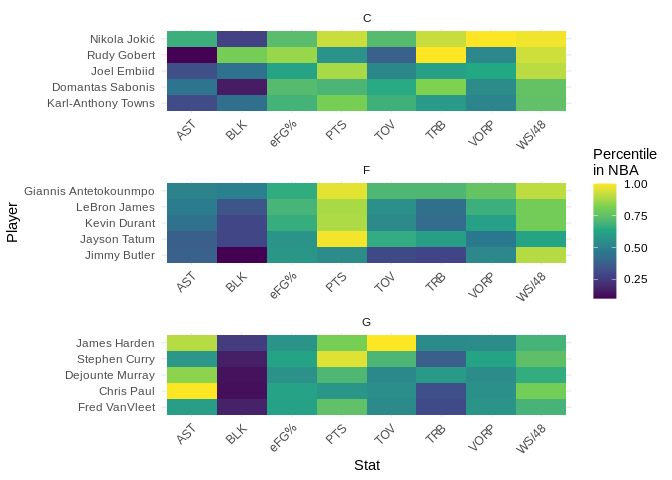 C
Nikola Jokić
Rudy Gobert
Joel Embiid
Domantas Sabonis
Karl-Anthony Towns
AST BLK eFG% PTS TOV TRB VORP WS/48
F
Giannis Antetokounmpo
LeBron James
Kevin Durant
Jayson Tatum
Jimmy Butler
AST BLK eFG% PTS TOV TRB VORP WS/48
G
James Harden
Stephen Curry
Dejounte Murray
Chris Paul
Fred VanVleet
AST BLK eFG% PTS TOV TRB VORP WS/48
Stat
Player
Percentile
in NBA
1.00
0.75
0.50
0.25